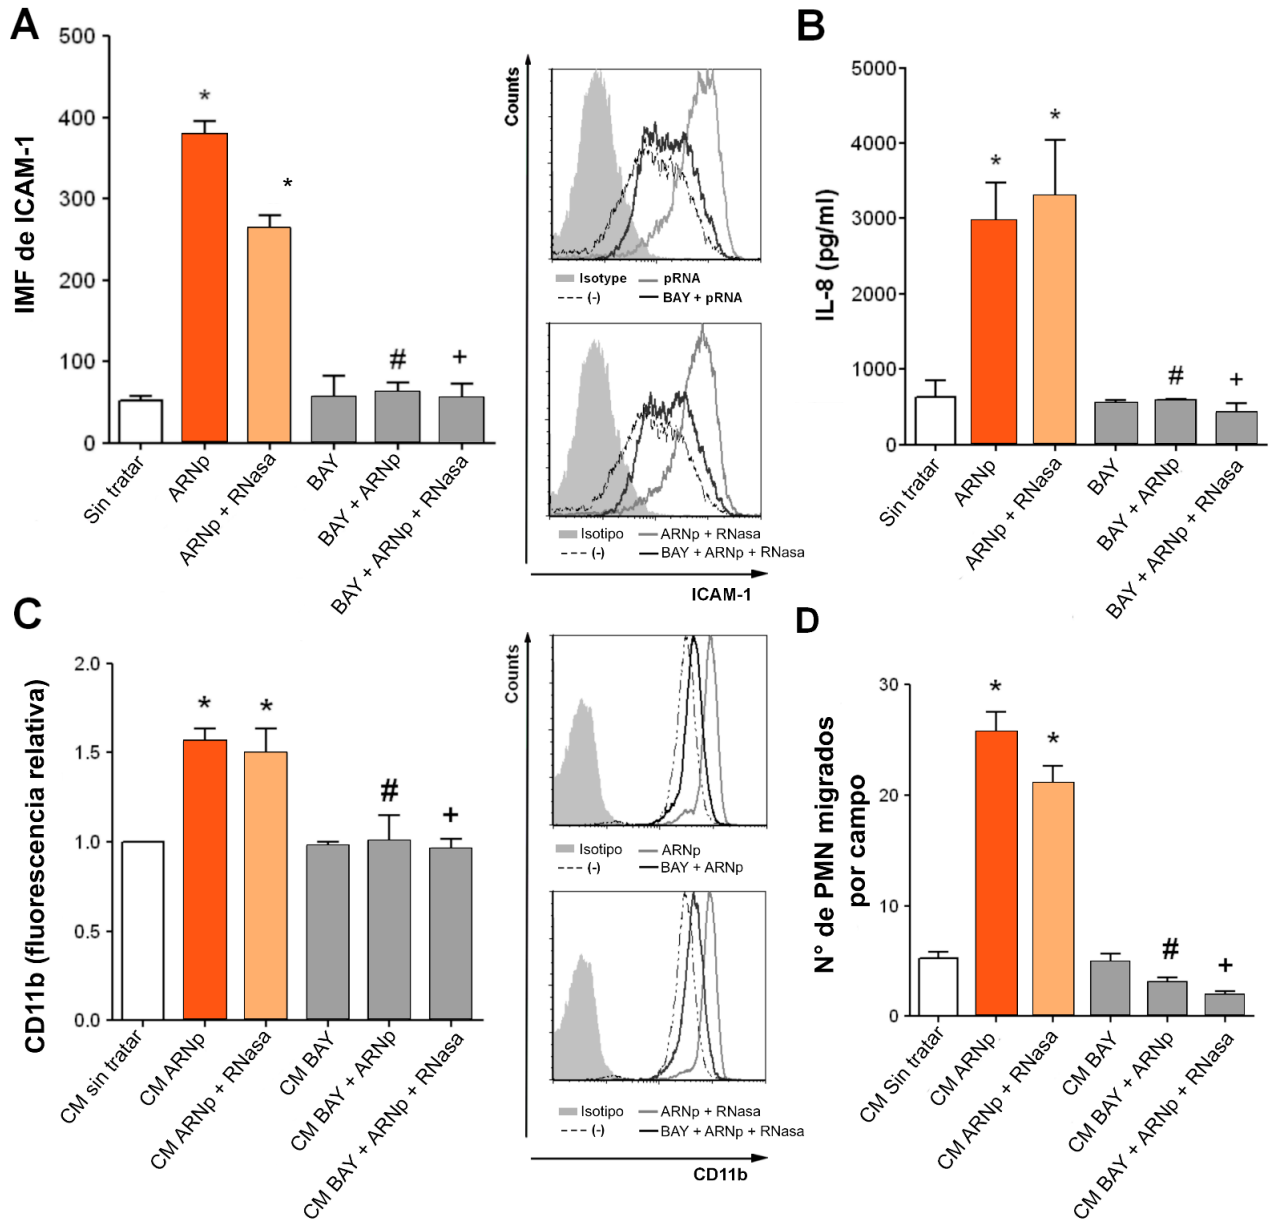 A
IMF de ICAM-1
500
400
300
200
100
0
*
*
#
+
Sin tratar
ARNp
ARNp + RNasa
BAY
BAY + ARNp
BAY + ARNp + RNasa
Counts
Isotype
pRNA
(-)
BAY + pRNA
Isotipo
ARNp + RNasa
(-)
BAY + ARNp + RNasa
ICAM-1
B
IL-8 (pg/ml)
5000
4000
3000
2000
1000
0
*
*
#
+
Sin tratar
ARNp
ARNp + RNasa
BAY
BAY + ARNp
BAY + ARNp + RNasa
C
CD11b (fluorescencia relativa)
2.0
1.5
1.0
0.5
0.0
*
*
#
+
CM sin tratar
CM ARNp
CM ARNp + RNasa
CM BAY
CM BAY + ARNp
CM BAY + ARNp + RNasa
Counts
Isotipo
ARNp
(-)
BAY + ARNp
Isotipo
ARNp + RNasa
(-)
BAY + ARNp + RNasa
CD11b
D
N° de PMN migrados
por campo
30
20
10
0
*
*
#
+
CM Sin tratar
CM ARNp
CM ARNp + RNasa
CM BAY
CM BAY + ARNp
CM BAY + ARNp + RNasa